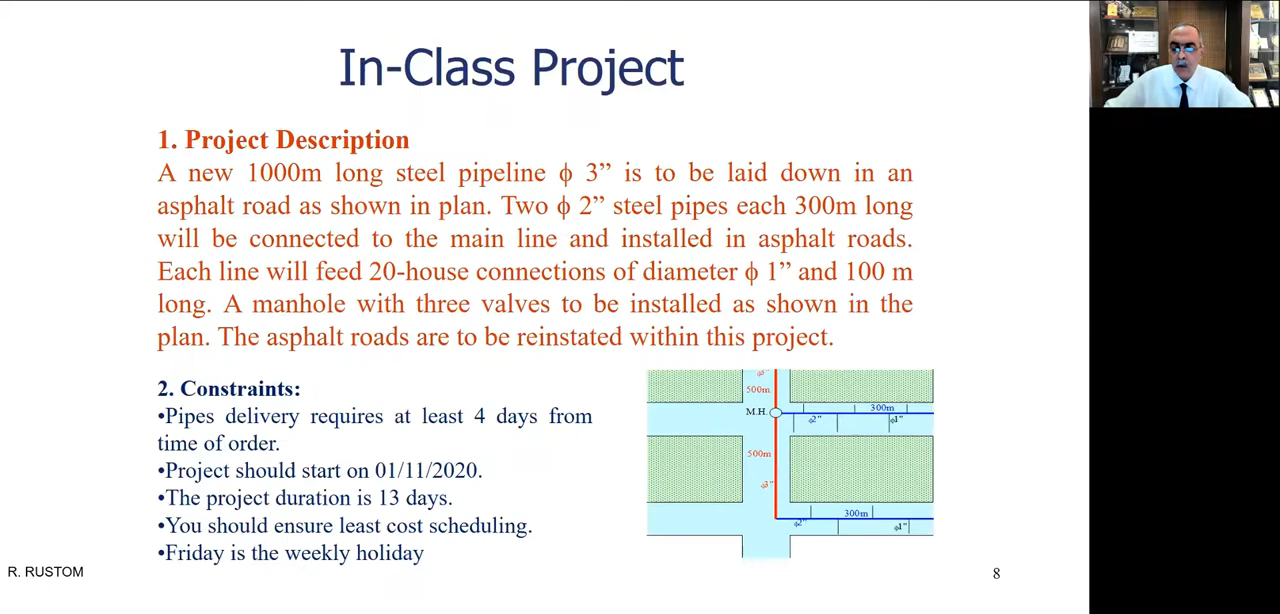 In-Class Project
1. Project Description
A new 1000m long steel pipeline ϕ 3” is to be laid down in an
asphalt road as shown in plan. Two ϕ 2” steel pipes each 300m long
will be connected to the main line and installed in asphalt roads.
Each line will feed 20-house connections of diameter ϕ 1” and 100 m
long. A manhole with three valves to be installed as shown in the
plan. The asphalt roads are to be reinstated within this project.
2. Constraints:
•Pipes delivery requires at least 4 days from
time of order.
•Project should start on 01/11/2020.
•The project duration is 13 days.
•You should ensure least cost scheduling.
•Friday is the weekly holiday
ϕ3”
500m
M.H.
300m
ϕ2”
ϕ1”
500m
ϕ3”
300m
ϕ2”
ϕ1”
R. RUSTOM
8